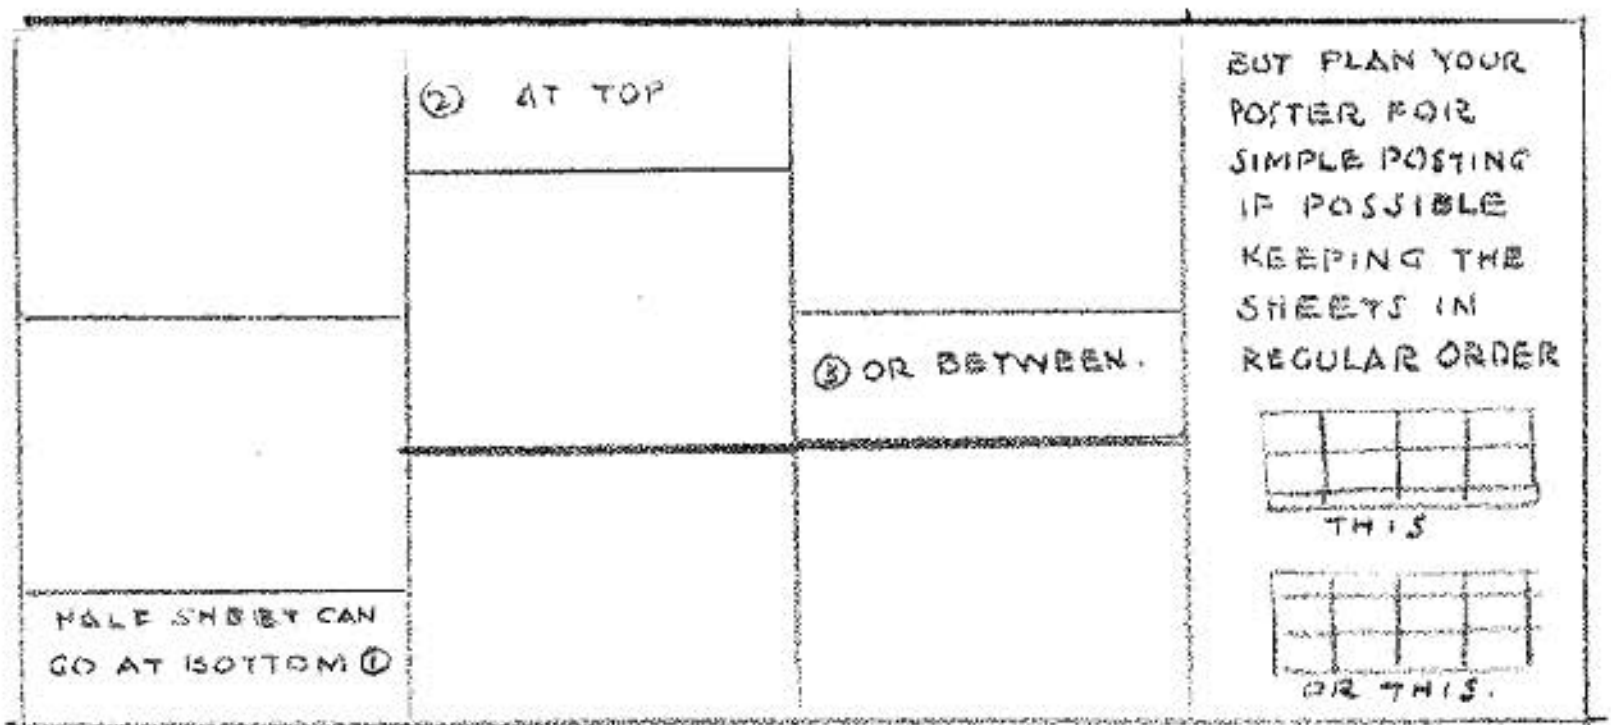 HALF SHEET CAN
GO AT BOTTOM ①
② AT TOP
③ OR BETWEEN.
BUT PLAN YOUR
POSTER FOR
SIMPLE POSTING
IF POSSIBLE
KEEPING THE
SHEETS IN
REGULAR ORDER
THIS
OR THIS.